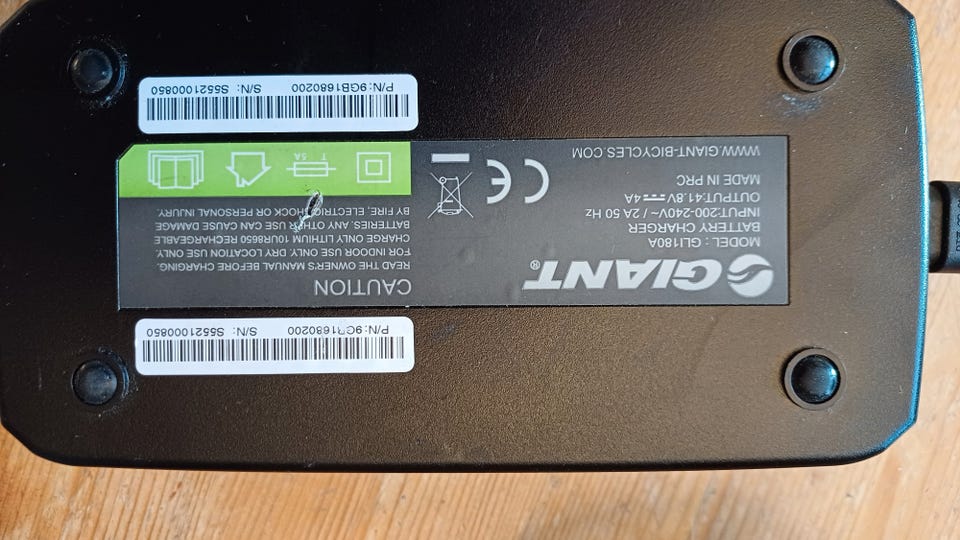 P/N:9GB1680200 S/N: S5521000850
GIANT®
MODEL : GLI180A
BATTERY CHARGER
INPUT:200-240V / ~ 2A 50 Hz
OUTPUT:41.8V ⎓ 4A
MADE IN PRC
WWW.GIANT-BICYCLES.COM
CE
CAUTION
READ THE OWNER'S MANUAL BEFORE CHARGING.
FOR INDOOR USE ONLY. DRY LOCATION USE ONLY.
CHARGE ONLY LITHIUM 10UR8650 RECHARGEABLE
BATTERIES. ANY OTHER USE CAN CAUSE DAMAGE
BY FIRE, ELECTRIC SHOCK OR PERSONAL INJURY.
T 5A
P/N:9GB1680200 S/N: S5521000850